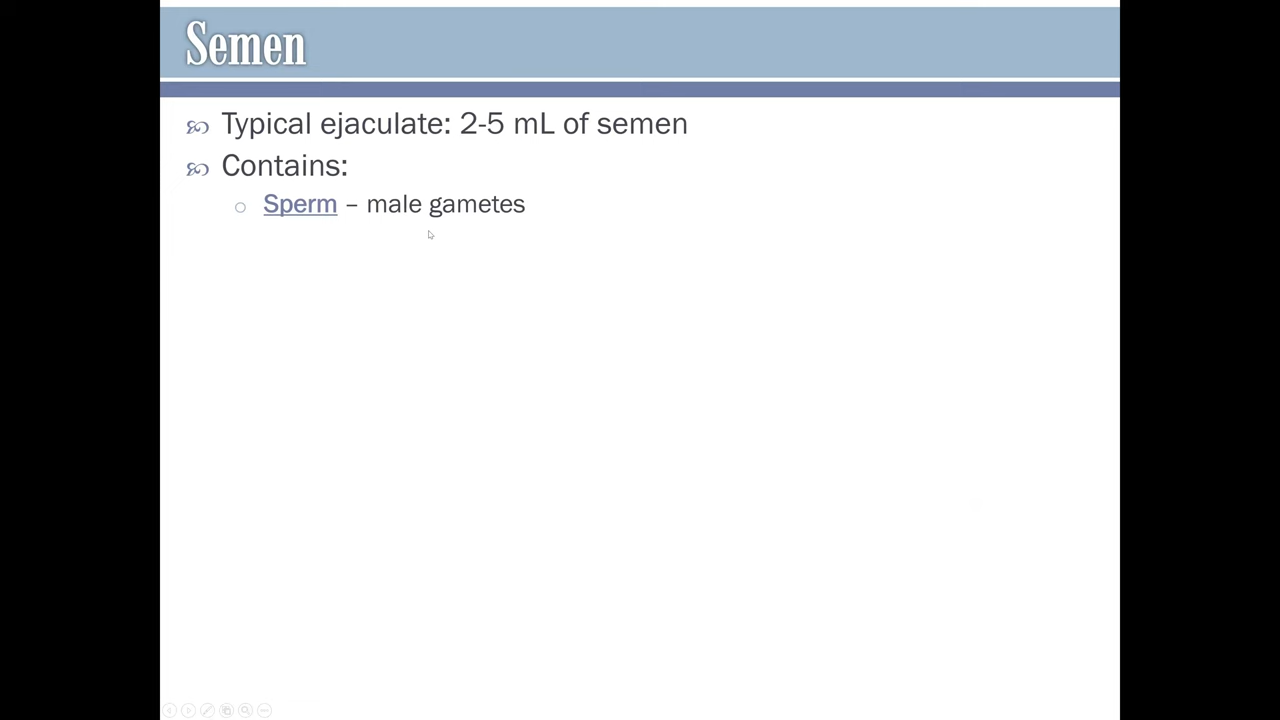 Semen
Typical ejaculate: 2-5 mL of semen
Contains:
Sperm – male gametes